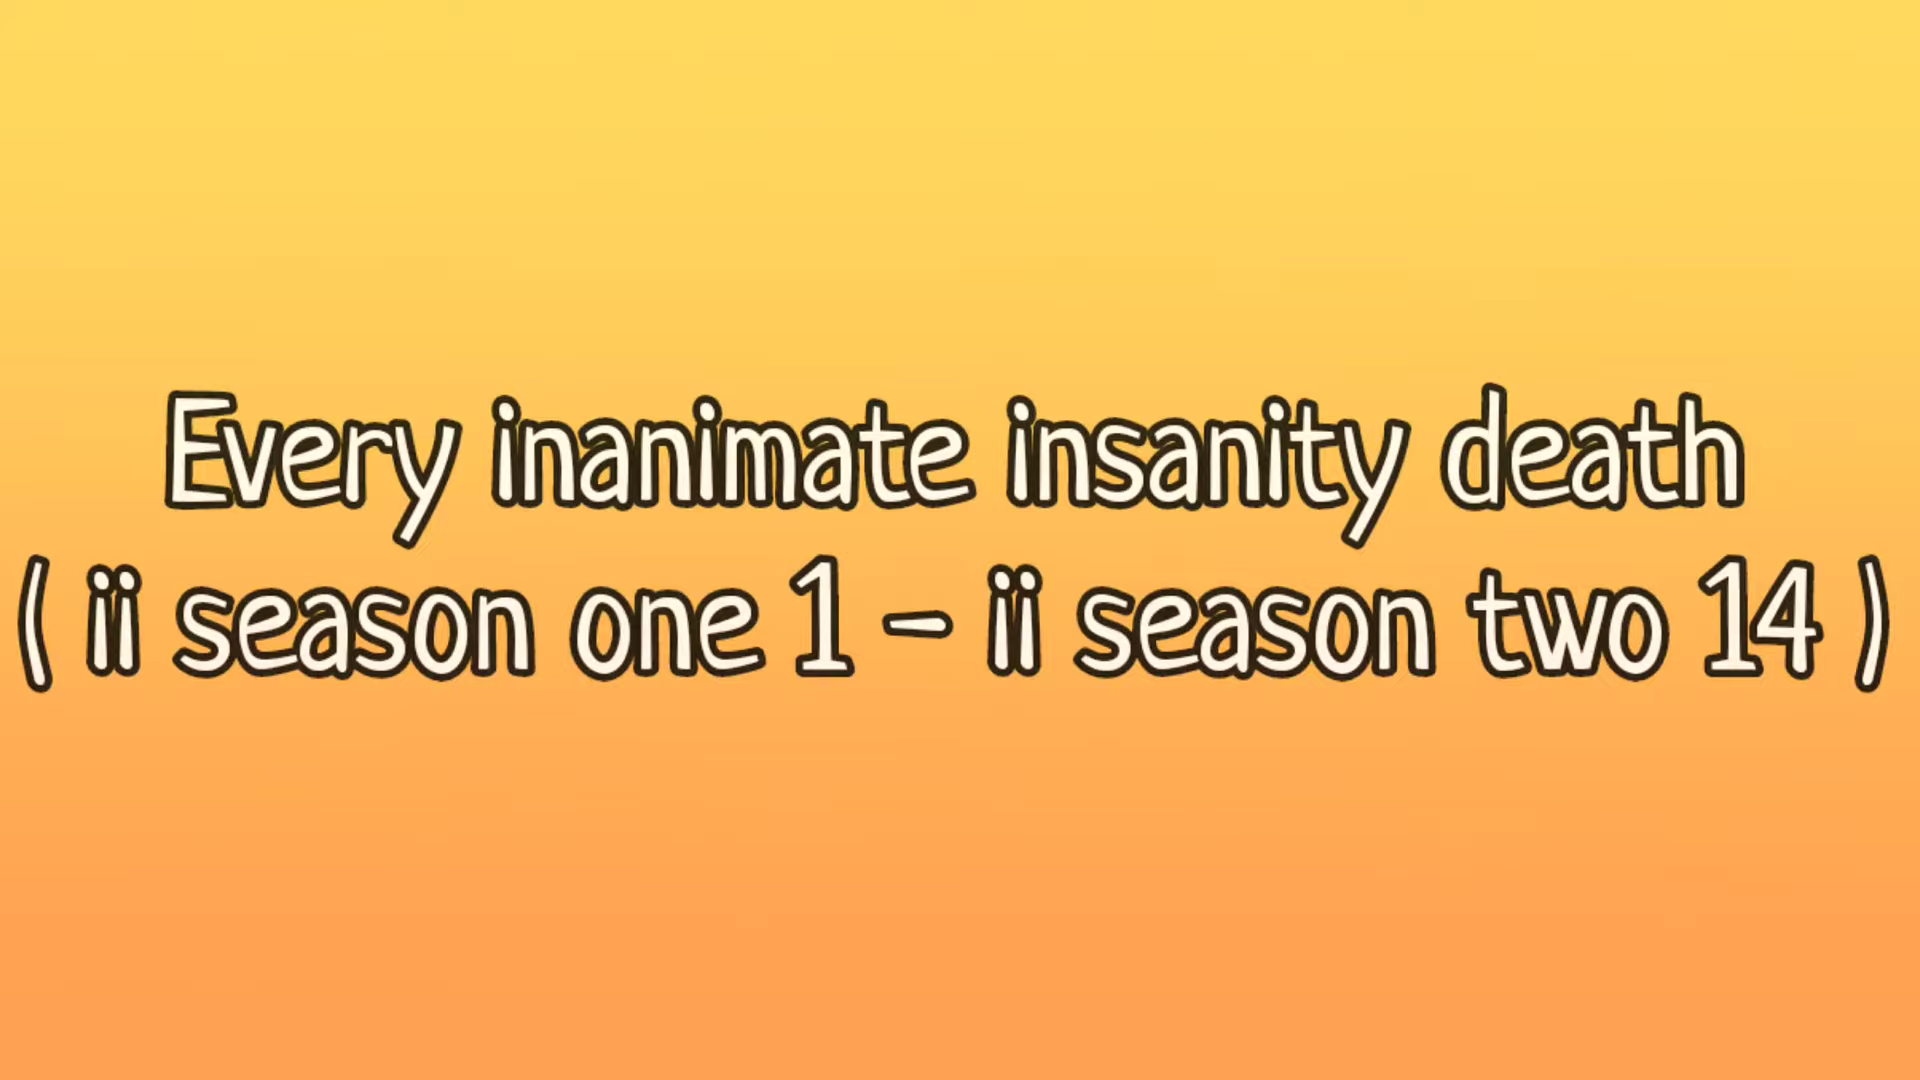 Every inanimate insanity death
( ii season one 1 - ii season two 14 )